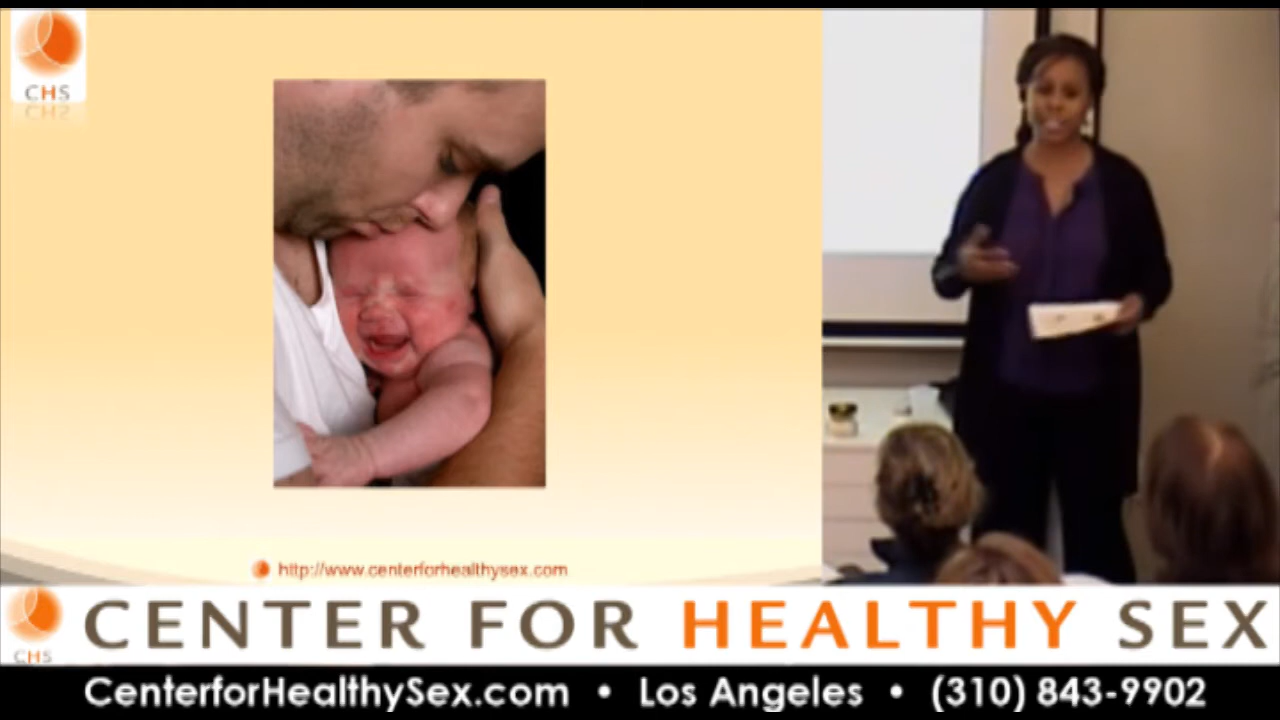 CHS
http://www.centerforhealthysex.com
CENTER FOR HEALTHY SEX
CHS
CenterforHealthySex.com • Los Angeles • (310) 843-9902